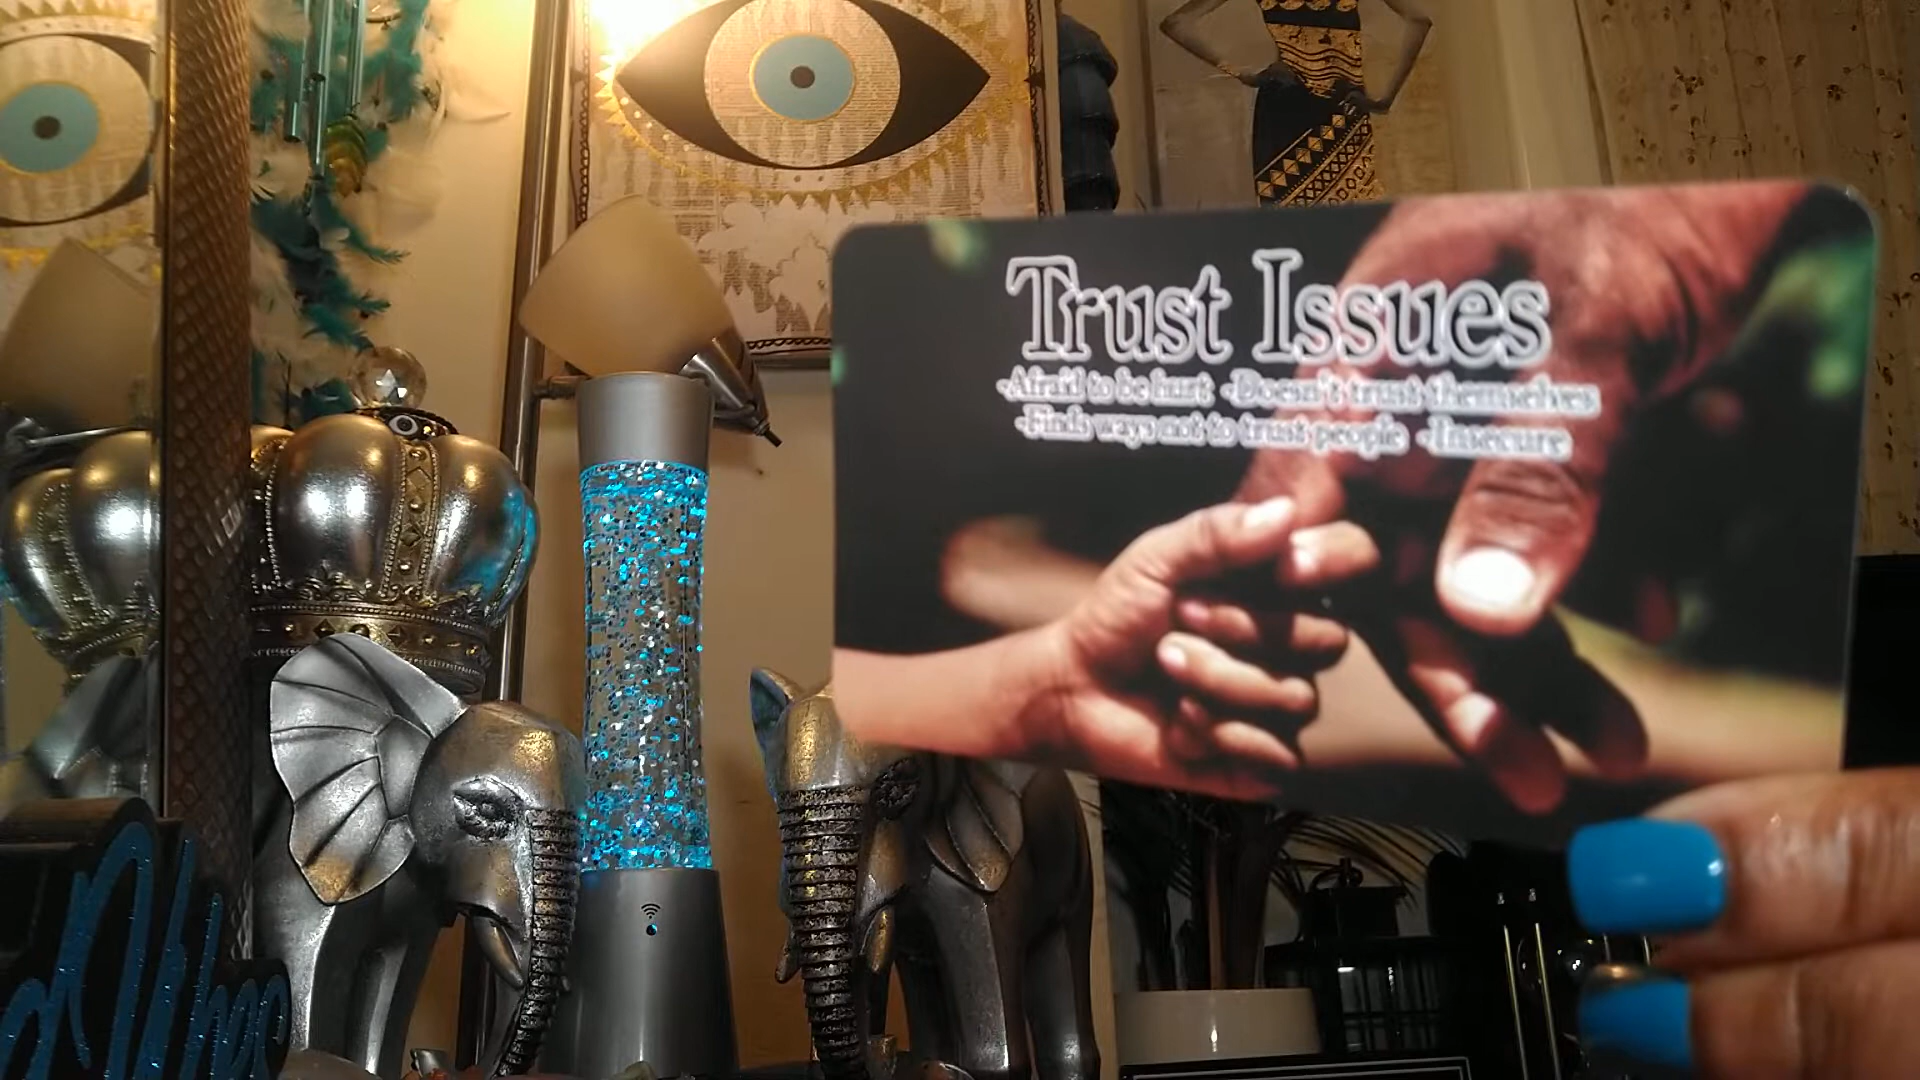 Trust Issues
-Afraid to be hurt -Doesn't trust themselves
-Finds ways not to trust people -Insecure